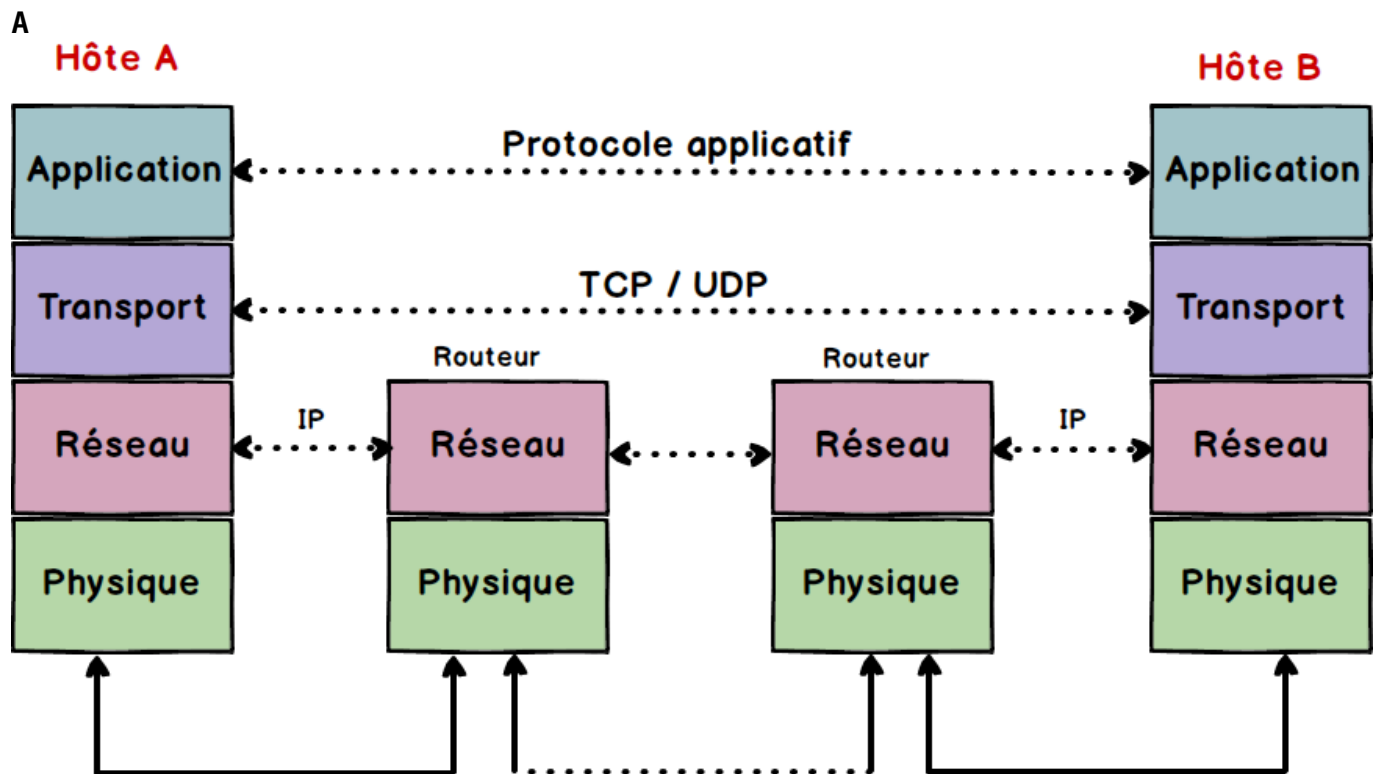 A
Hôte A
Hôte B
Application
Protocole applicatif
Application
Transport
TCP / UDP
Transport
Routeur
Routeur
Réseau
IP
Réseau
Réseau
IP
Réseau
Physique
Physique
Physique
Physique